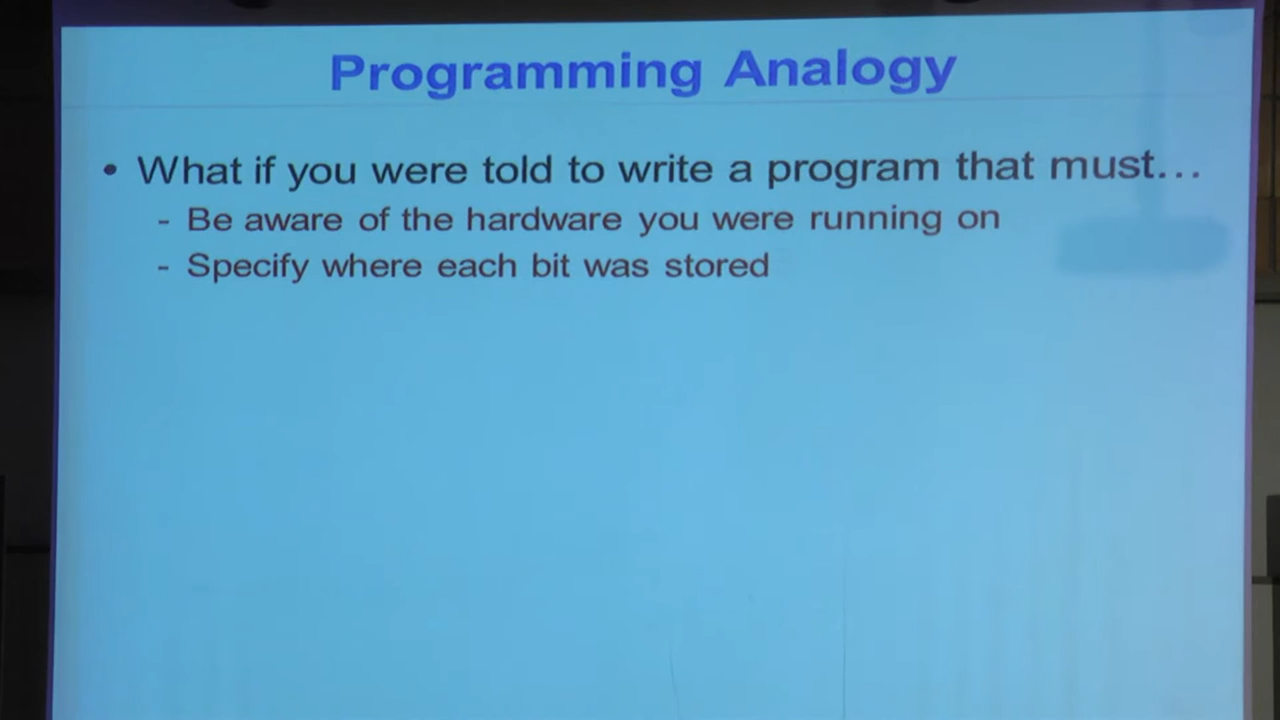 Programming Analogy
• What if you were told to write a program that must...
- Be aware of the hardware you were running on
- Specify where each bit was stored